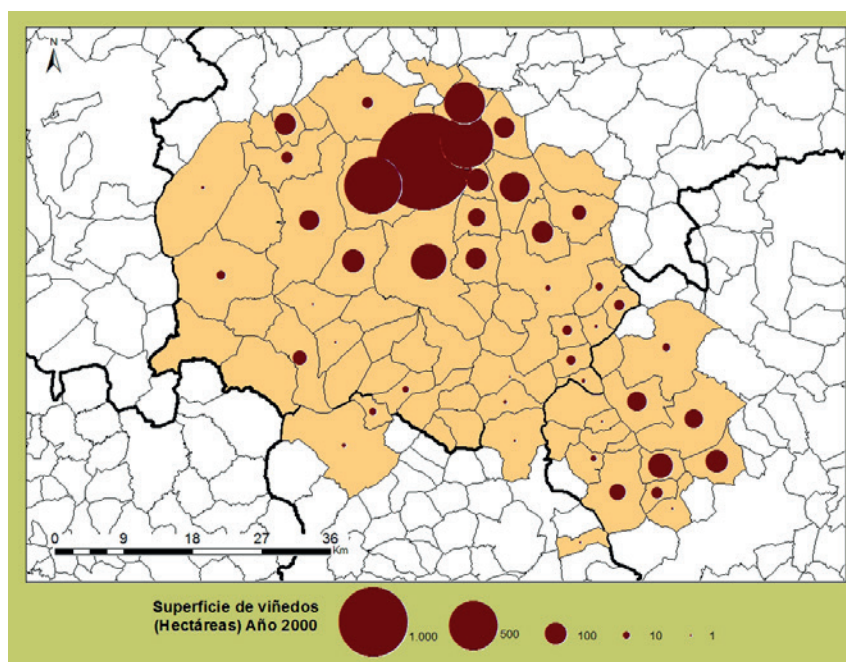 N
0 9 18 27 36
Km
Superficie de viñedos
(Hectáreas) Año 2000
1.000 500 100 10 1